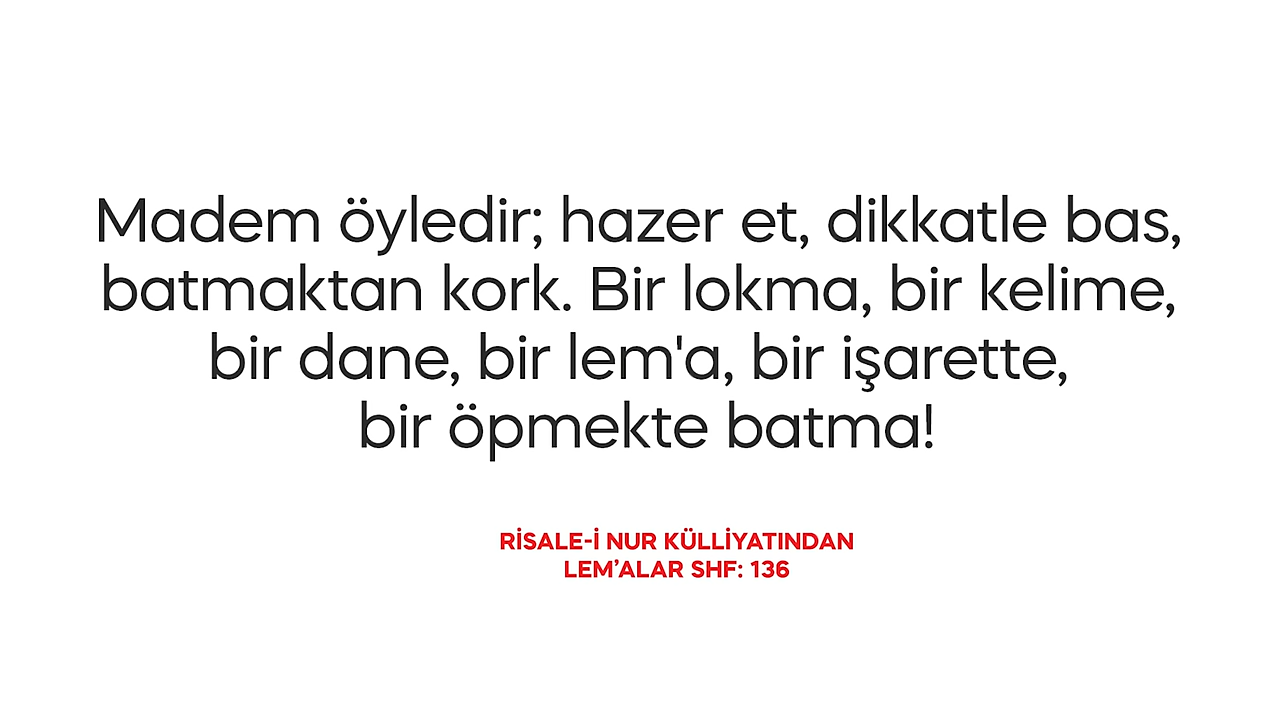 Madem öyledir; hazer et, dikkatle bas,
batmaktan kork. Bir lokma, bir kelime,
bir dane, bir lem'a, bir işarette,
bir öpmekte batma!
RİSALE-İ NUR KÜLLİYATINDAN
LEM’ALAR SHF: 136